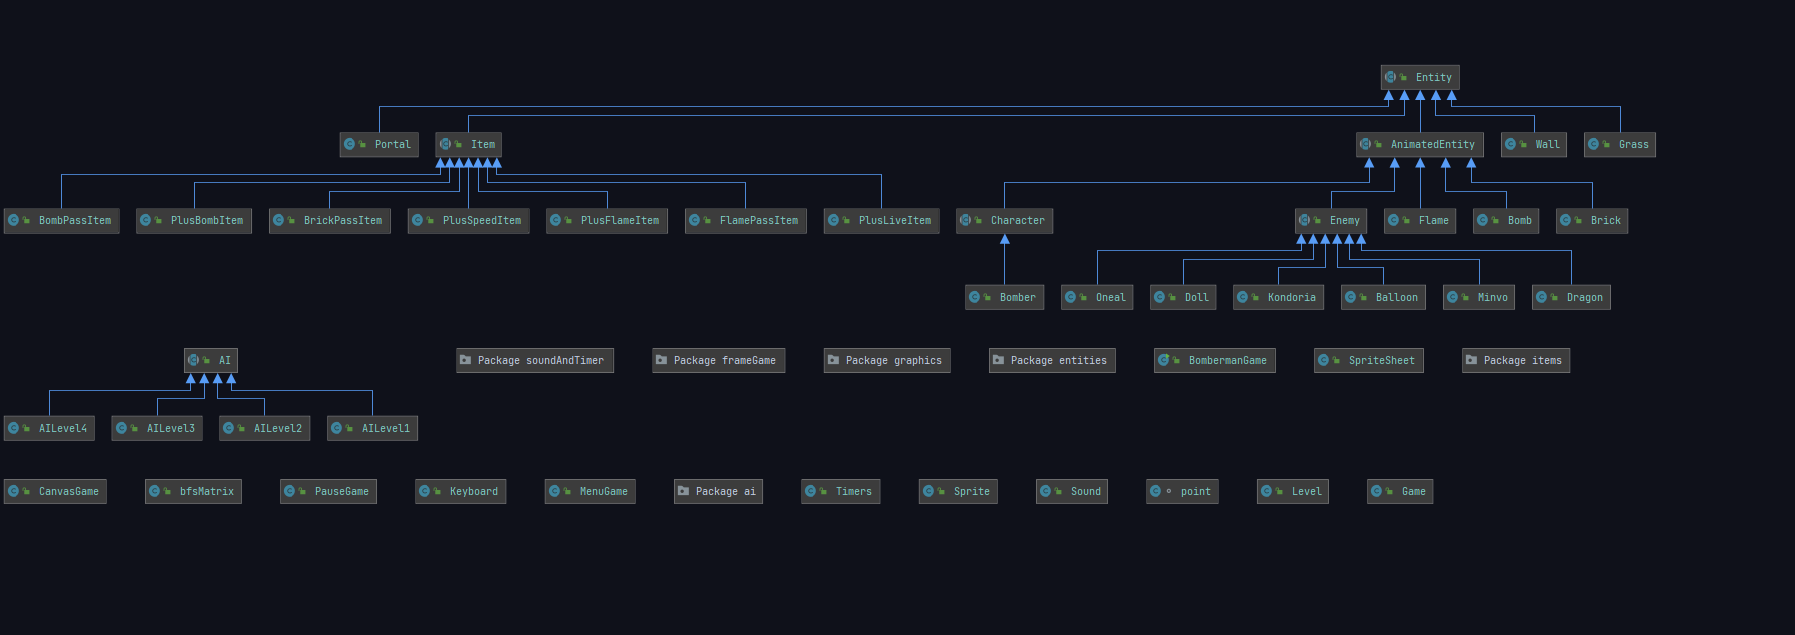 Entity
Portal
Item
AnimatedEntity
Wall
Grass
BombPassItem
PlusBombItem
BrickPassItem
PlusSpeedItem
PlusFlameItem
FlamePassItem
PlusLiveItem
Character
Enemy
Flame
Bomb
Brick
Bomber
Oneal
Doll
Kondoria
Balloon
Minvo
Dragon
AI
Package soundAndTimer
Package frameGame
Package graphics
Package entities
BombermanGame
SpriteSheet
Package items
AILevel4
AILevel3
AILevel2
AILevel1
CanvasGame
bfsMatrix
PauseGame
Keyboard
MenuGame
Package ai
Timers
Sprite
Sound
point
Level
Game